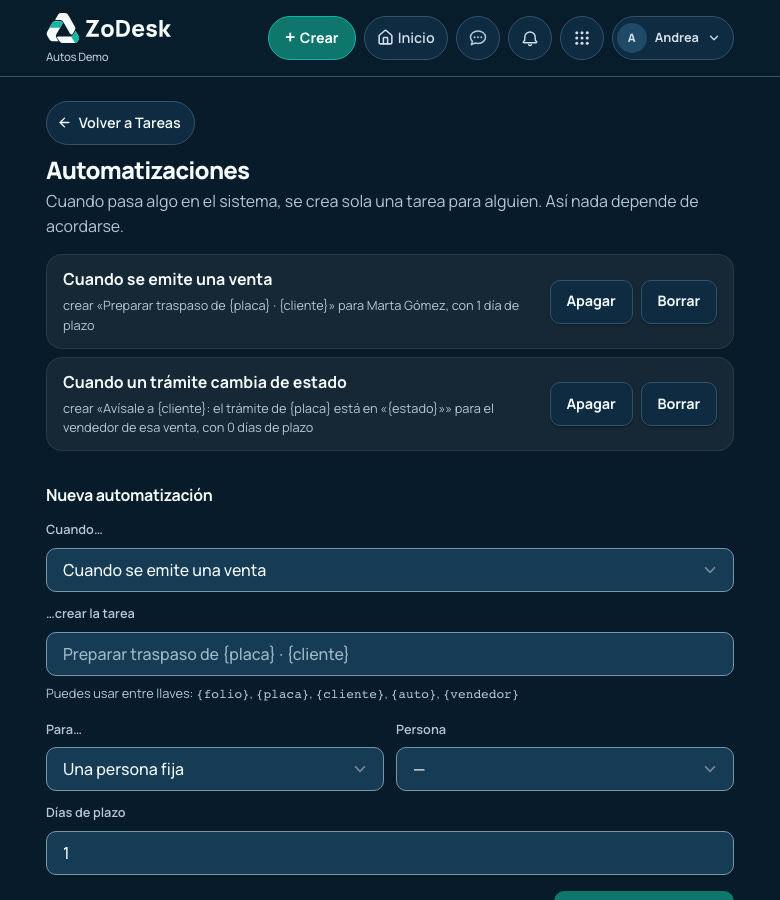 ZoDesk
Autos Demo
+ Crear
Inicio
A
Andrea
← Volver a Tareas
Automatizaciones
Cuando pasa algo en el sistema, se crea sola una tarea para alguien. Así nada depende de
acordarse.
Cuando se emite una venta
crear «Preparar traspaso de {placa} · {cliente}» para Marta Gómez, con 1 día de
plazo
Apagar
Borrar
Cuando un trámite cambia de estado
crear «Avísale a {cliente}: el trámite de {placa} está en «{estado}»» para el
vendedor de esa venta, con 0 días de plazo
Apagar
Borrar
Nueva automatización
Cuando…
Cuando se emite una venta
…crear la tarea
Preparar traspaso de {placa} · {cliente}
Puedes usar entre llaves: {folio}, {placa}, {cliente}, {auto}, {vendedor}
Para…
Persona
Una persona fija
—
Días de plazo
1